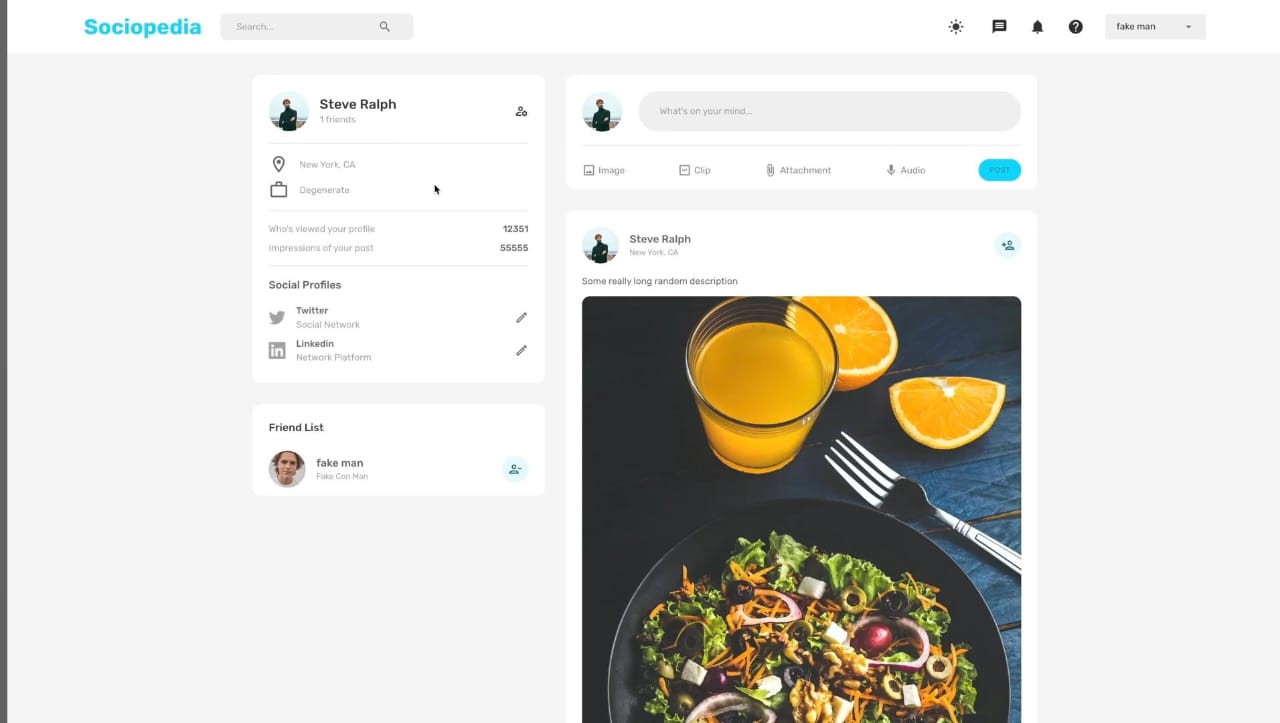 Sociopedia
Search...
fake man
Steve Ralph
1 friends
New York, CA
Degenerate
Who's viewed your profile 12351
Impressions of your post 55555
Social Profiles
Twitter
Social Network
Linkedin
Network Platform
Friend List
fake man
Fake Con Man
What's on your mind...
Image Clip Attachment Audio POST
Steve Ralph
New York, CA
Some really long random description